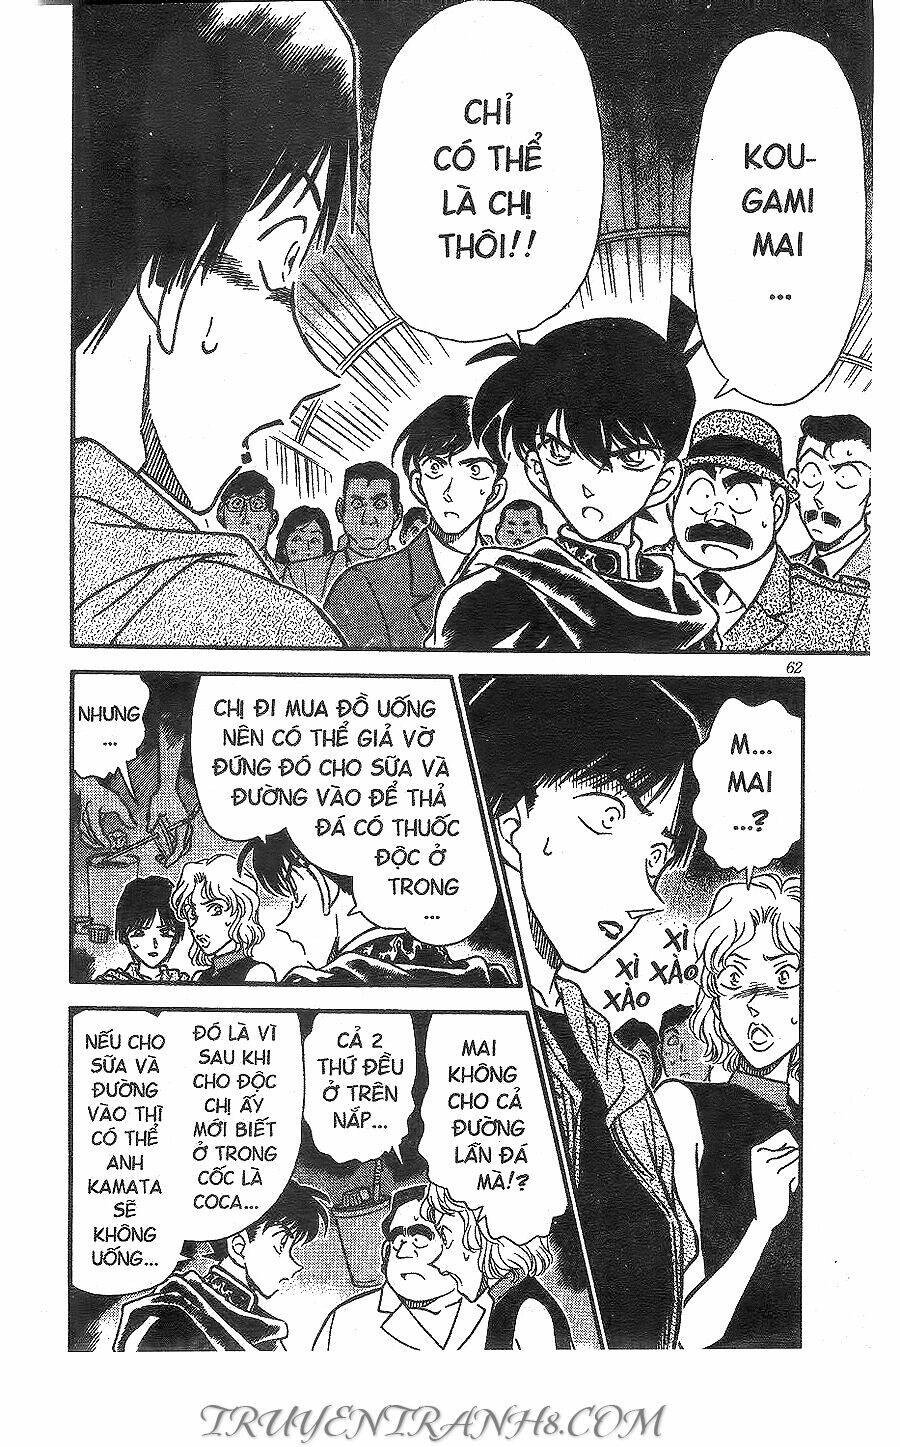 KOU-
GAMI
MAI
...
CHỈ
CÓ THỂ
LÀ CHỊ
THÔI!!
62
M...
MAI
...?
XÌ
XÀO
XÌ
XÀO
CHỊ ĐI MUA ĐỒ UỐNG
NÊN CÓ THỂ GIẢ VỜ
ĐỨNG ĐÓ CHO SỮA VÀ
ĐƯỜNG VÀO ĐỂ THẢ
ĐÁ CÓ THUỐC
ĐỘC Ở
TRONG
...
NHƯNG
...
MAI
KHÔNG
CHO CẢ
ĐƯỜNG
LẪN ĐÁ
MÀ!?
CẢ 2
THỨ ĐỀU
Ở TRÊN
NẮP...
ĐÓ LÀ VÌ
SAU KHI
CHO ĐỘC
CHỊ ẤY
MỚI BIẾT
Ở TRONG
CỐC LÀ
COCA...
NẾU CHO
SỮA VÀ
ĐƯỜNG
VÀO THÌ
CÓ THỂ
ANH
KAMATA
SẼ
KHÔNG
UỐNG...
TRUYENTRANH8.COM